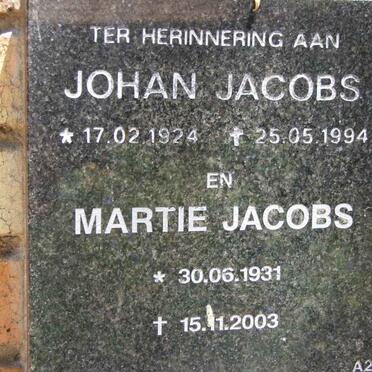 TER HERINNERING AAN
JOHAN JACOBS
* 17.02.1924 † 25.05.1994
EN
MARTIE JACOBS
* 30.06.1931
† 15.11.2003
A2